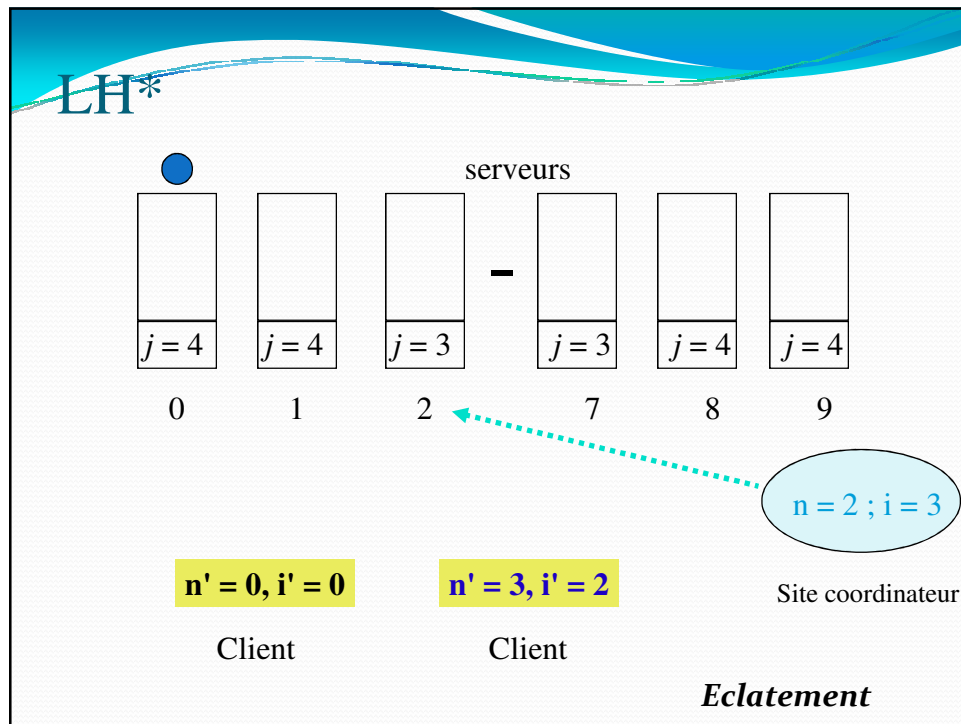 LH*
serveurs
j = 4 j = 4 j = 3 - j = 3 j = 4 j = 4
0 1 2 7 8 9
n = 2 ; i = 3
n' = 0, i' = 0 n' = 3, i' = 2
Site coordinateur
Client Client
Eclatement